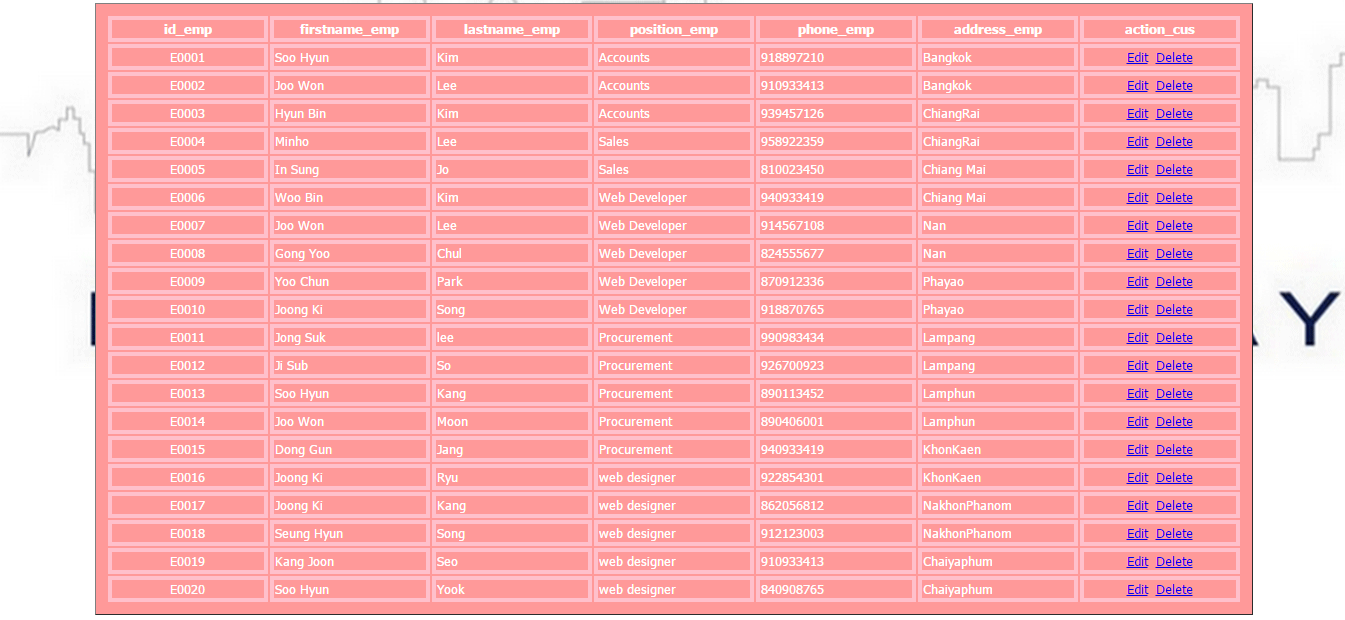 id_emp firstname_emp lastname_emp position_emp phone_emp address_emp action_cus
E0001 Soo Hyun Kim Accounts 918897210 Bangkok Edit Delete
E0002 Joo Won Lee Accounts 910933413 Bangkok Edit Delete
E0003 Hyun Bin Kim Accounts 939457126 ChiangRai Edit Delete
E0004 Minho Lee Sales 958922359 ChiangRai Edit Delete
E0005 In Sung Jo Sales 810023450 Chiang Mai Edit Delete
E0006 Woo Bin Kim Web Developer 940933419 Chiang Mai Edit Delete
E0007 Joo Won Lee Web Developer 914567108 Nan Edit Delete
E0008 Gong Yoo Chul Web Developer 824555677 Nan Edit Delete
E0009 Yoo Chun Park Web Developer 870912336 Phayao Edit Delete
E0010 Joong Ki Song Web Developer 918870765 Phayao Edit Delete
E0011 Jong Suk lee Procurement 990983434 Lampang Edit Delete
E0012 Ji Sub So Procurement 926700923 Lampang Edit Delete
E0013 Soo Hyun Kang Procurement 890113452 Lamphun Edit Delete
E0014 Joo Won Moon Procurement 890406001 Lamphun Edit Delete
E0015 Dong Gun Jang Procurement 940933419 KhonKaen Edit Delete
E0016 Joong Ki Ryu web designer 922854301 KhonKaen Edit Delete
E0017 Joong Ki Kang web designer 862056812 NakhonPhanom Edit Delete
E0018 Seung Hyun Song web designer 912123003 NakhonPhanom Edit Delete
E0019 Kang Joon Seo web designer 910933413 Chaiyaphum Edit Delete
E0020 Soo Hyun Yook web designer 840908765 Chaiyaphum Edit Delete